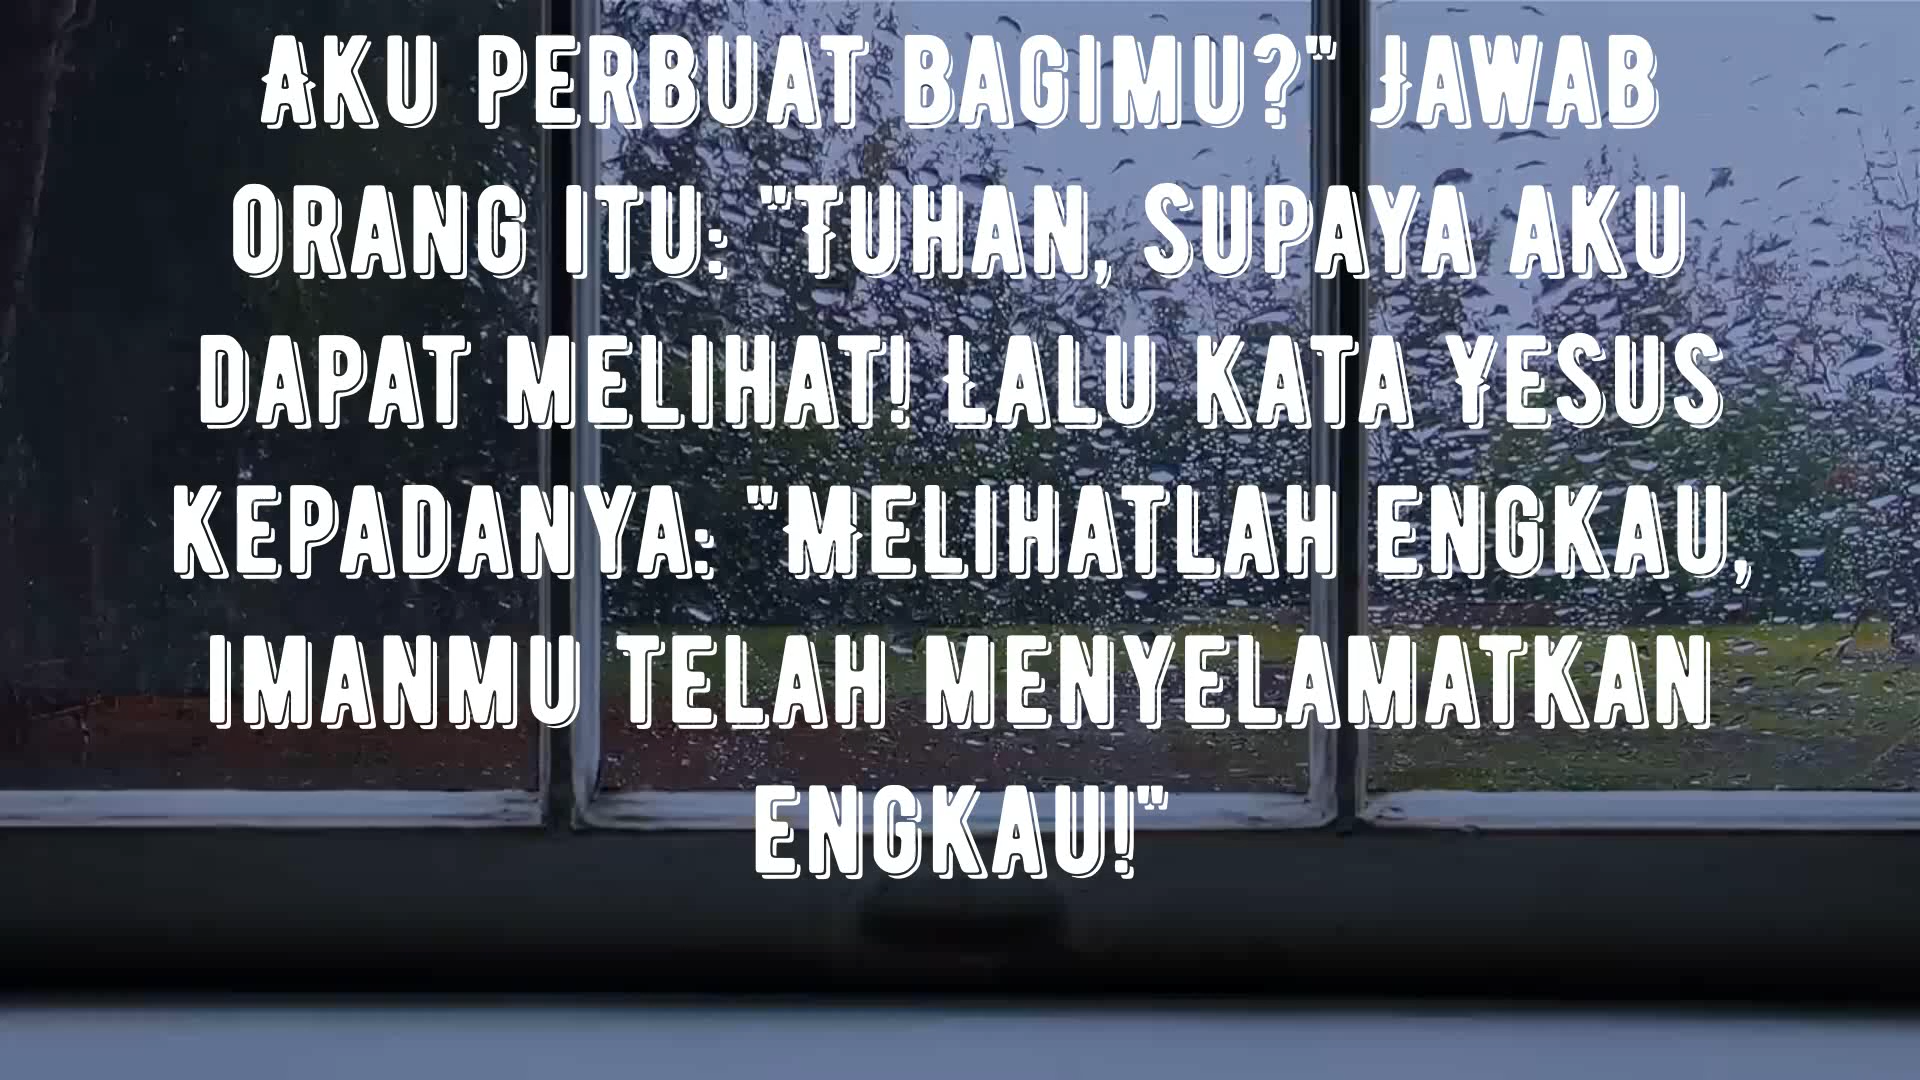 Aku perbuat bagimu?" Jawab
orang itu: "Tuhan, supaya aku
dapat melihat! Lalu kata Yesus
kepadanya: "Melihatlah engkau,
imanmu telah menyelamatkan
engkau!"